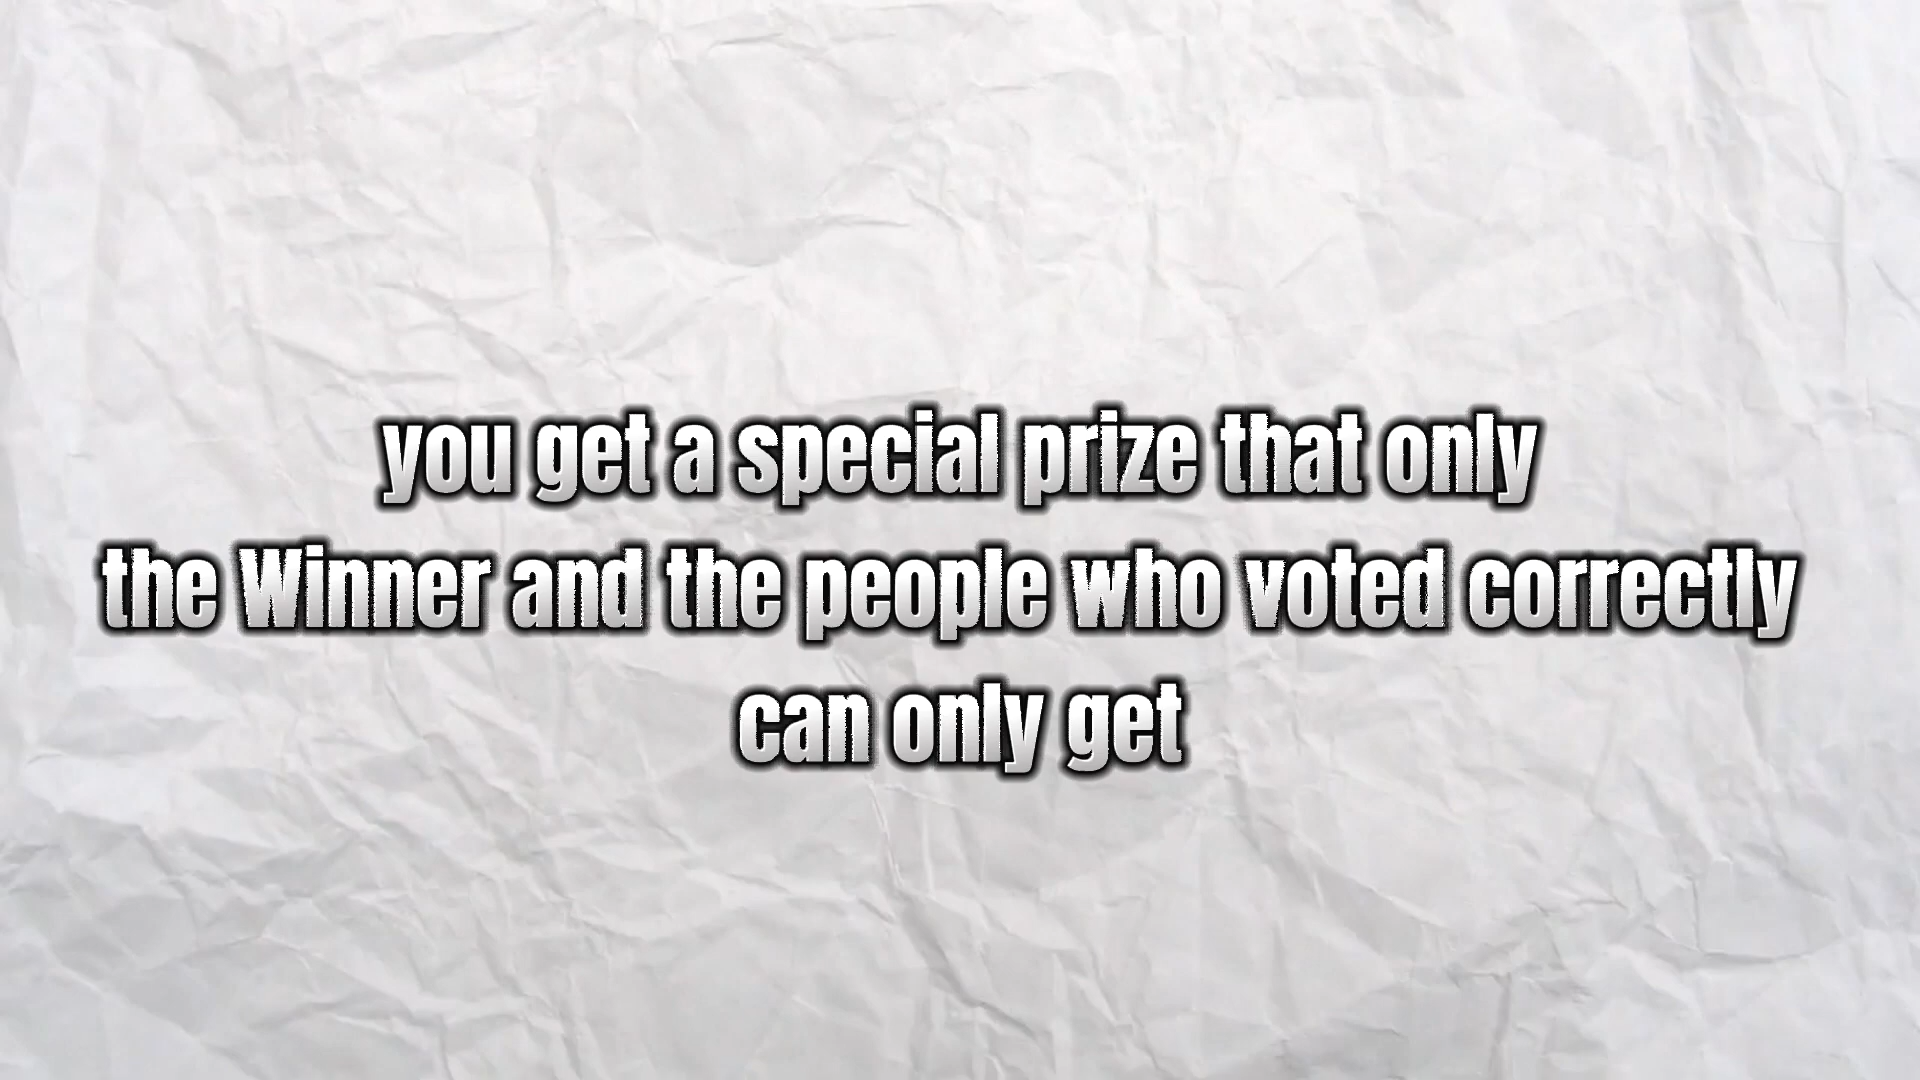 you get a special prize that only
the Winner and the people who voted correctly
can only get